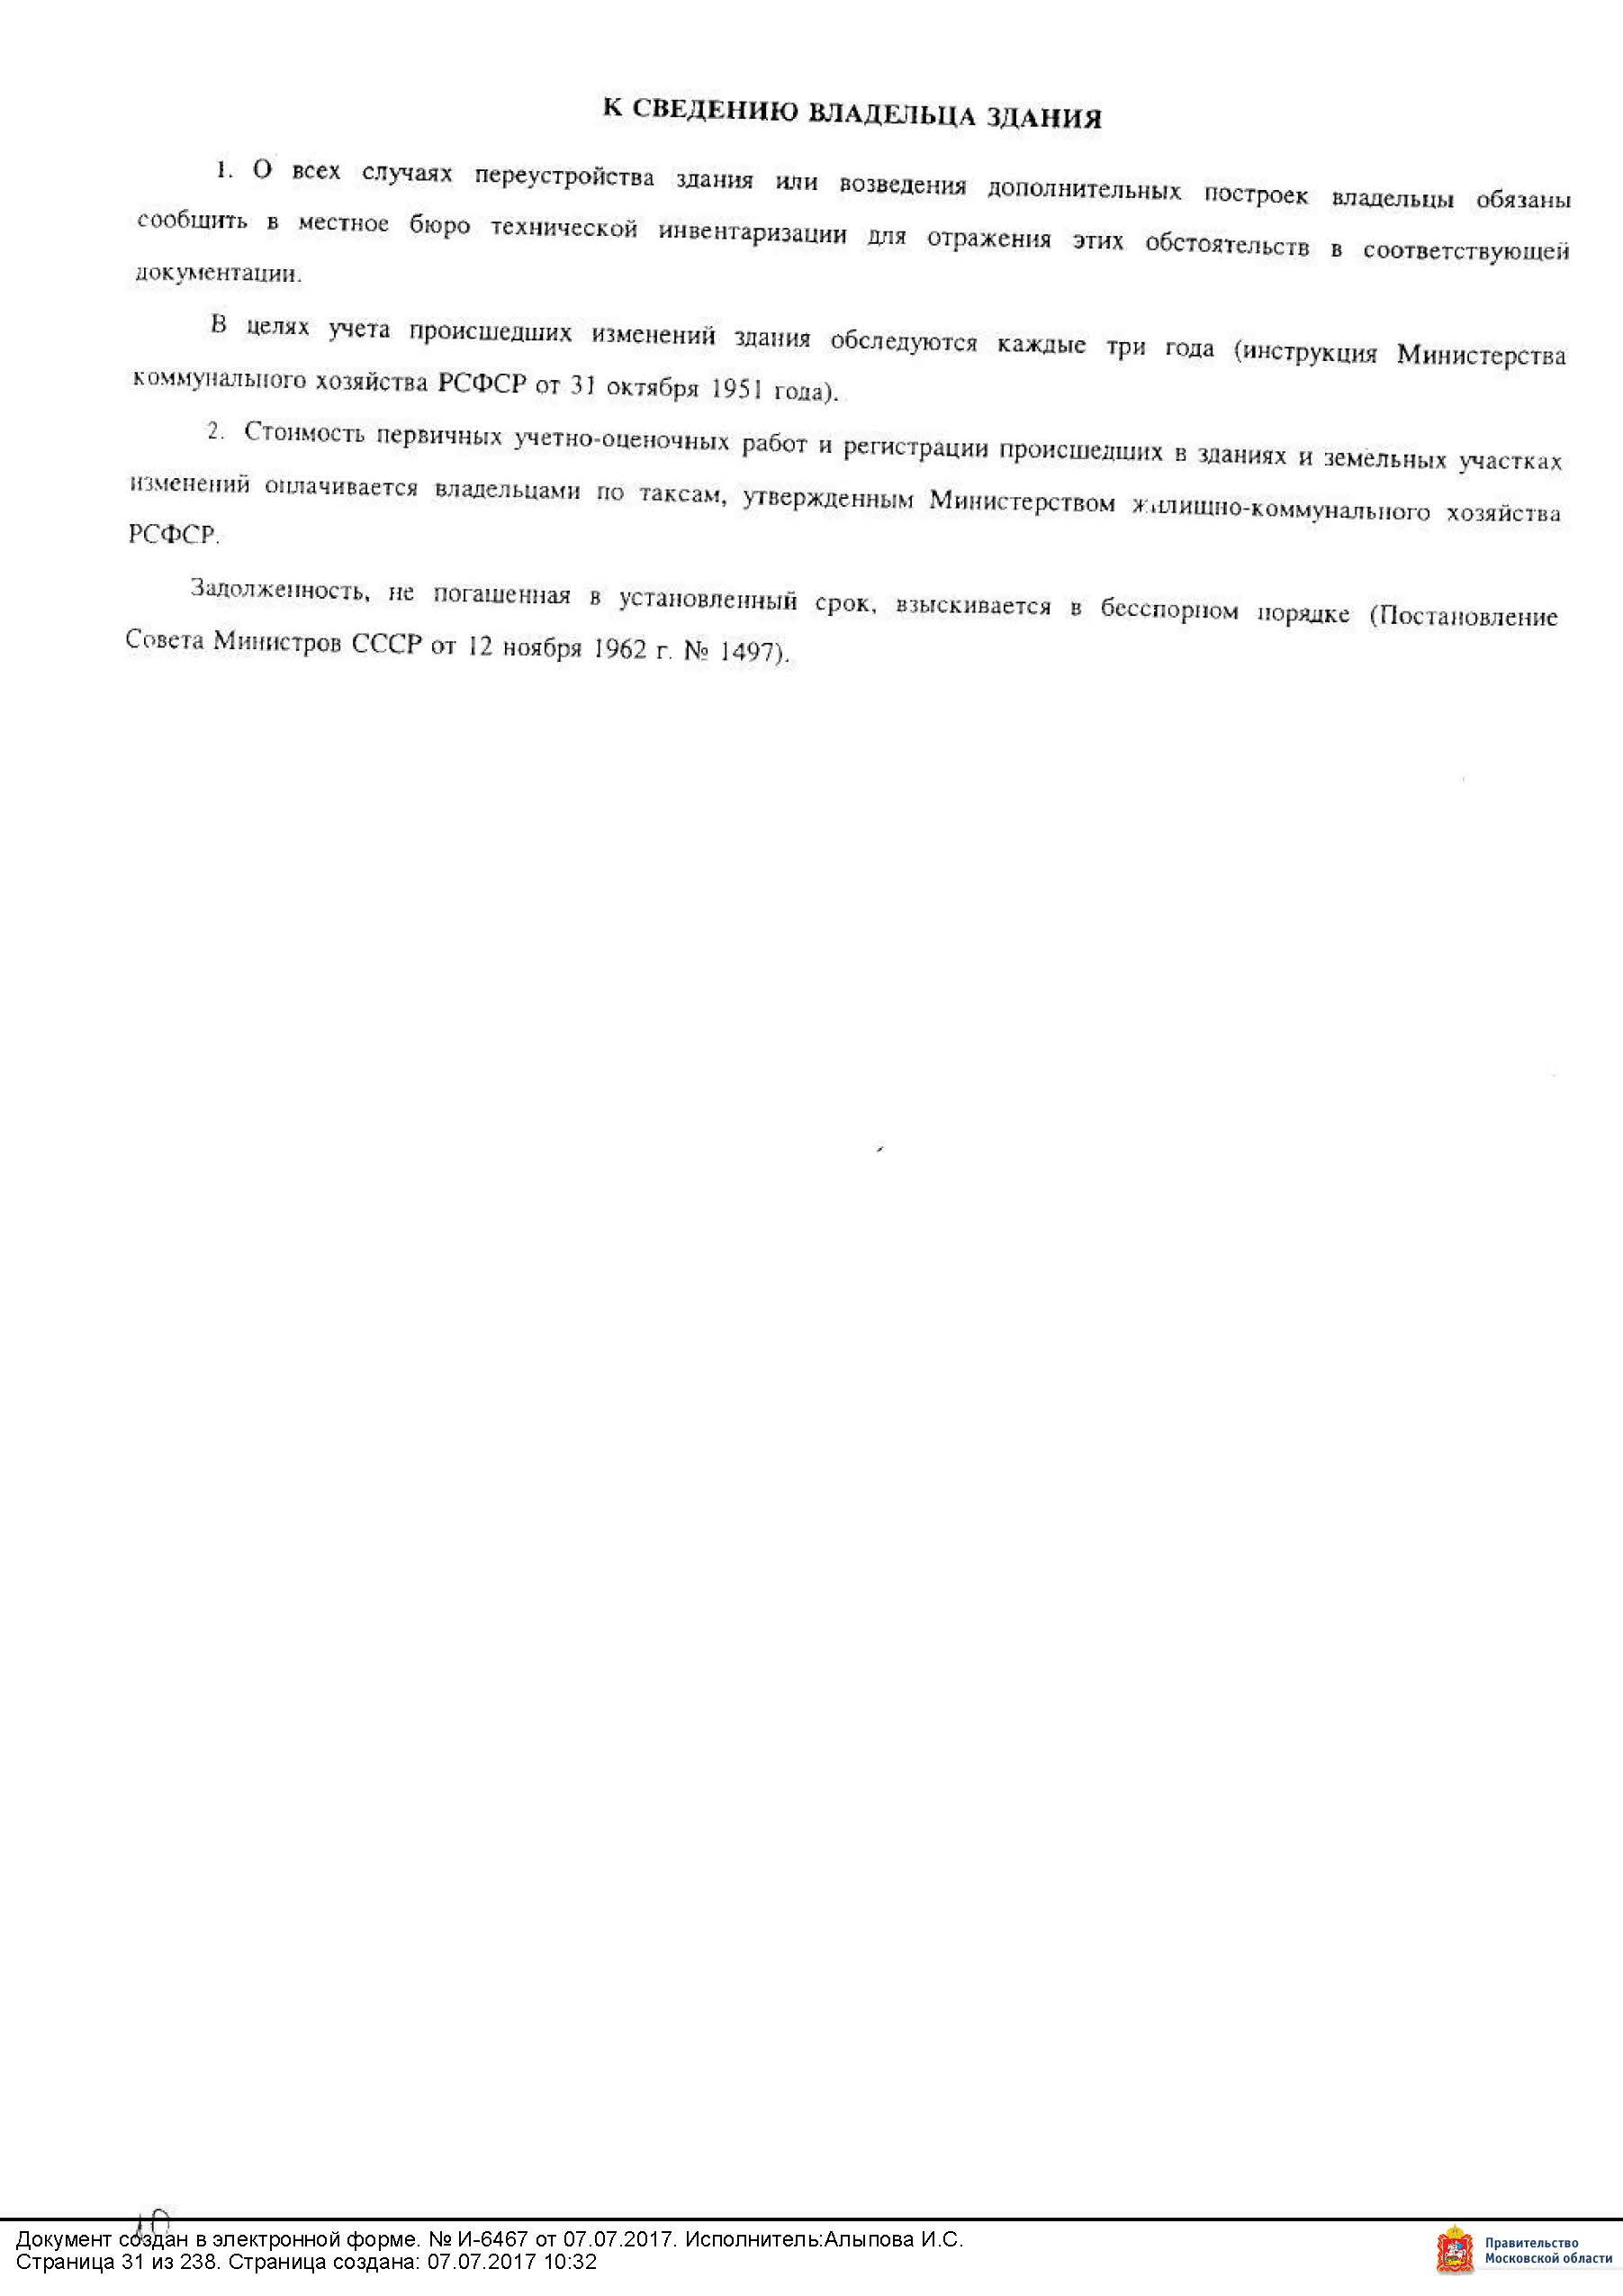 К СВЕДЕНИЮ ВЛАДЕЛЬЦА ЗДАНИЯ
1. О всех случаях переустройства здания или возведения дополнительных построек владельцы обязаны
сообщить в местное бюро технической инвентаризации для отражения этих обстоятельств в соответствующей
документации.
В целях учета происшедших изменений здания обследуются каждые три года (инструкция Министерства
коммунального хозяйства РСФСР от 31 октября 1951 года).
2. Стоимость первичных учетно-оценочных работ и регистрации происшедших в зданиях и земельных участках
изменений оплачивается владельцами по таксам, утвержденным Министерством жилищно-коммунального хозяйства
РСФСР.
Задолженность, не погашенная в установленный срок, взыскивается в бесспорном порядке (Постановление
Совета Министров СССР от 12 ноября 1962 г. № 1497).
10
Документ создан в электронной форме. № И-6467 от 07.07.2017. Исполнитель:Алыпова И.С.
Страница 31 из 238. Страница создана: 07.07.2017 10:32
Правительство
Московской области